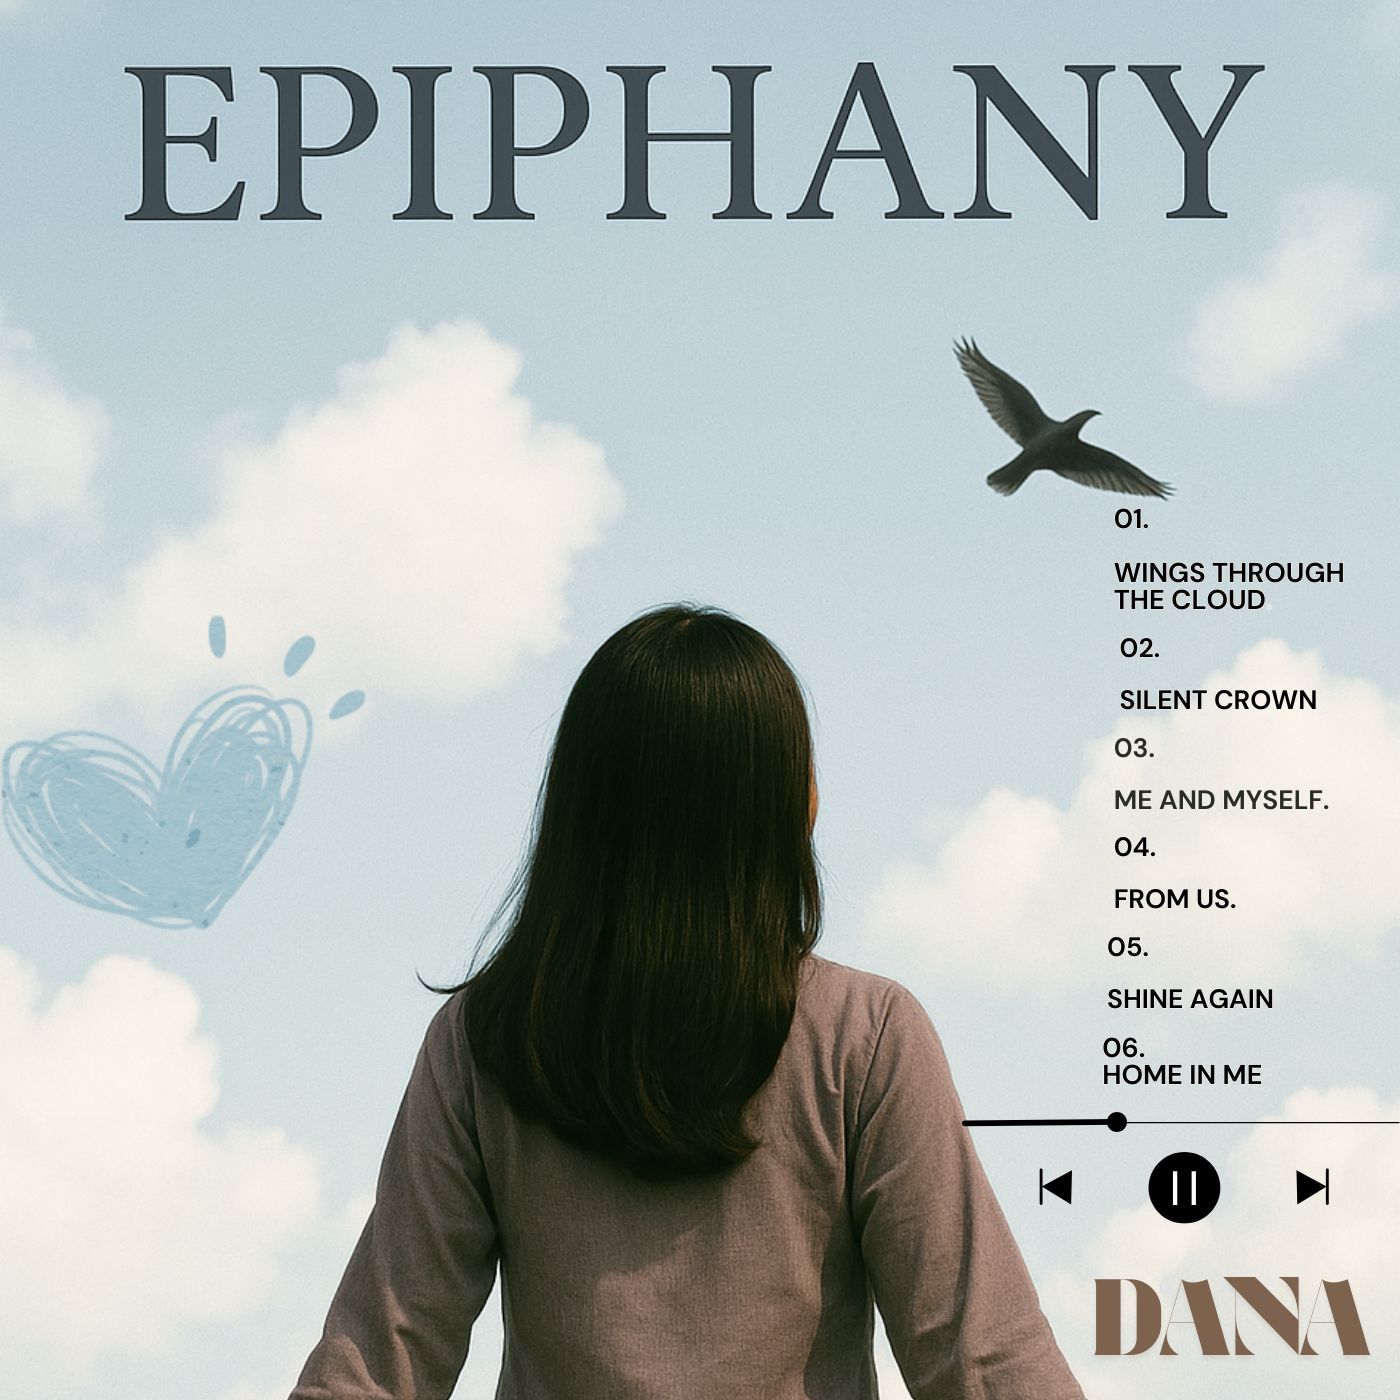 EPIPHANY
01.
WINGS THROUGH
THE CLOUD
02.
SILENT CROWN
03.
ME AND MYSELF.
04.
FROM US.
05.
SHINE AGAIN
06.
HOME IN ME
DANA